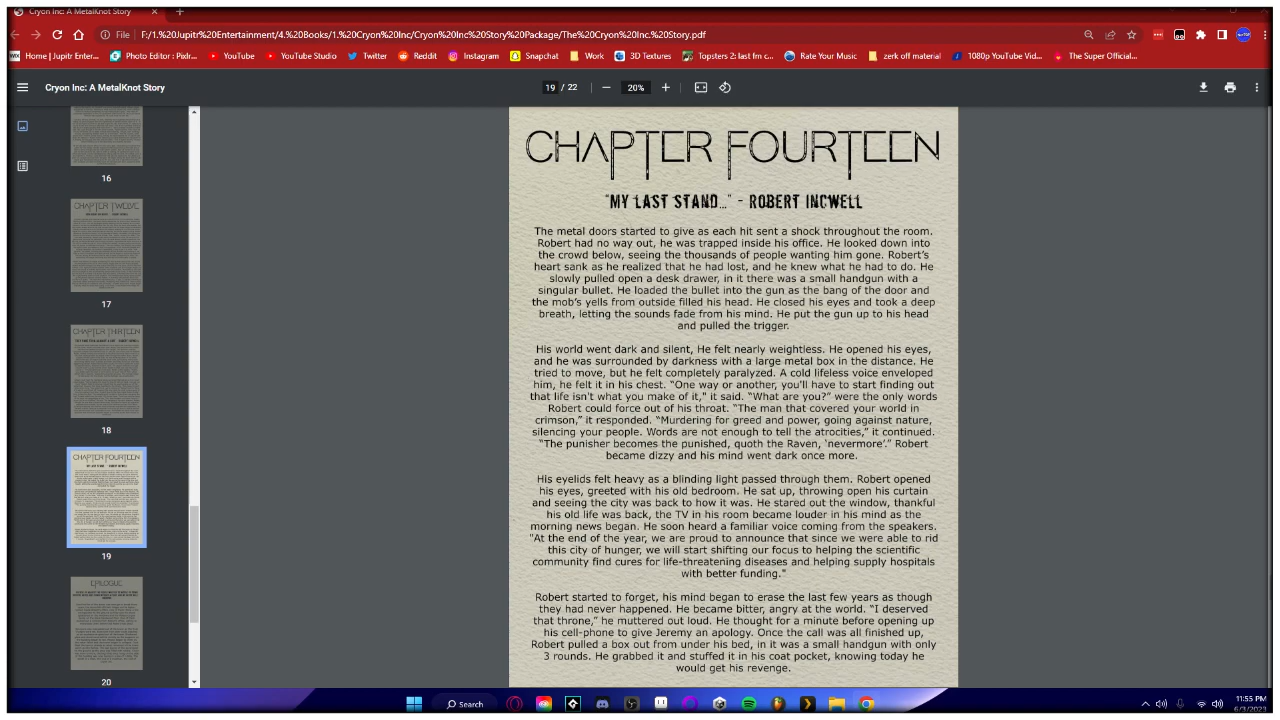 Cryon Inc: A MetalKnot Story
File
F:/1.%20Jupitr%20Entertainment/4.%20Books/1.%20Cryon%20Inc/Cryon%20Inc%20Story%20Package/The%20Cryon%20Inc.%20Story.pdf
Home | Jupitr Enter...
Photo Editor : Pixlr...
YouTube
YouTube Studio
Twitter
Reddit
Instagram
Snapchat
Work
3D Textures
Topsters 2: last fm c...
Rate Your Music
zerk off material
1080p YouTube Vid...
The Super Official...
Cryon Inc: A MetalKnot Story
19 / 22
20%
16
CHAPTER TWELVE
17
CHAPTER THIRTEEN
18
CHAPTER FOURTEEN
19
EPILOGUE
20
CHAPTER FOURTEEN
"MY LAST STAND..." - ROBERT INCWELL
The metal doors started to give as each hit sent a shock throughout the room.
Robert had no way out, he was trapped inside his office. He looked down into
the crowd below, seeing the thousands of people wanting him gone. Robert's
heart sank as he realized that he had lost, and he knew what he had to do. He
slowly pulled open a desk drawer, in it there was a small handgun with a
singular bullet. He loaded the bullet into the gun as the bang of the door and
the mob's yells from outside filled his head. He closed his eyes and took a deep
breath, letting the sounds fade from his mind. He put the gun up to his head
and pulled the trigger.
His world went dark and silent, He felt nearly weightless. He opened his eyes,
and he was surrounded by darkness with a large metal box in the distance. He
tried to move, but he felt completely paralyzed. A cold lifeless voice enveloped
him, he felt it in his chest. "One way or another, you'll have to start finding out
that life isn't what you make of it," it said. "What are you?" were the only words
Robert could force out of his throat. "The man that covered your world in
crimson," it responded. "Murdering for greed and power, going against nature,
silencing your people. Words are not enough to tell the atrocities," it continued.
"The punisher becomes the punished, quoth the Raven, 'nevermore'." Robert
became dizzy and his mind went dark once more.
His eyelids felt heavy as a blinding light passed through them. Robert opened
his eyes, greeted with his old bedroom. He sat up, throwing open his curtain
and seeing the city was back to how it was. He stared out the window, thankful
his old life was back, the TV in his room became louder in his mind as the
morning news began. He soon heard a familiar voice coming from the speakers.
"At the end of the year, we are proud to announce that since we were able to rid
this city of hunger, we will start shifting our focus to helping the scientific
community find cures for life-threatening diseases and helping supply hospitals
with better funding."
Robert started to forget, his mind began to erase the last few years as though
they had never happened. He became bitter, angry at the world. "I deserved
that throne," he muttered out loud. He thought for a minute before opening up
his cell-phone to give Jeremy an apology. Once the call was all finished up,
Robert pulled a box out from under his bed, in it was a small handgun with only
3 rounds. He grabbed it and stuffed it in his coat pocket, knowing today he
would get his revenge.
Search
11:55 PM
6/3/2023